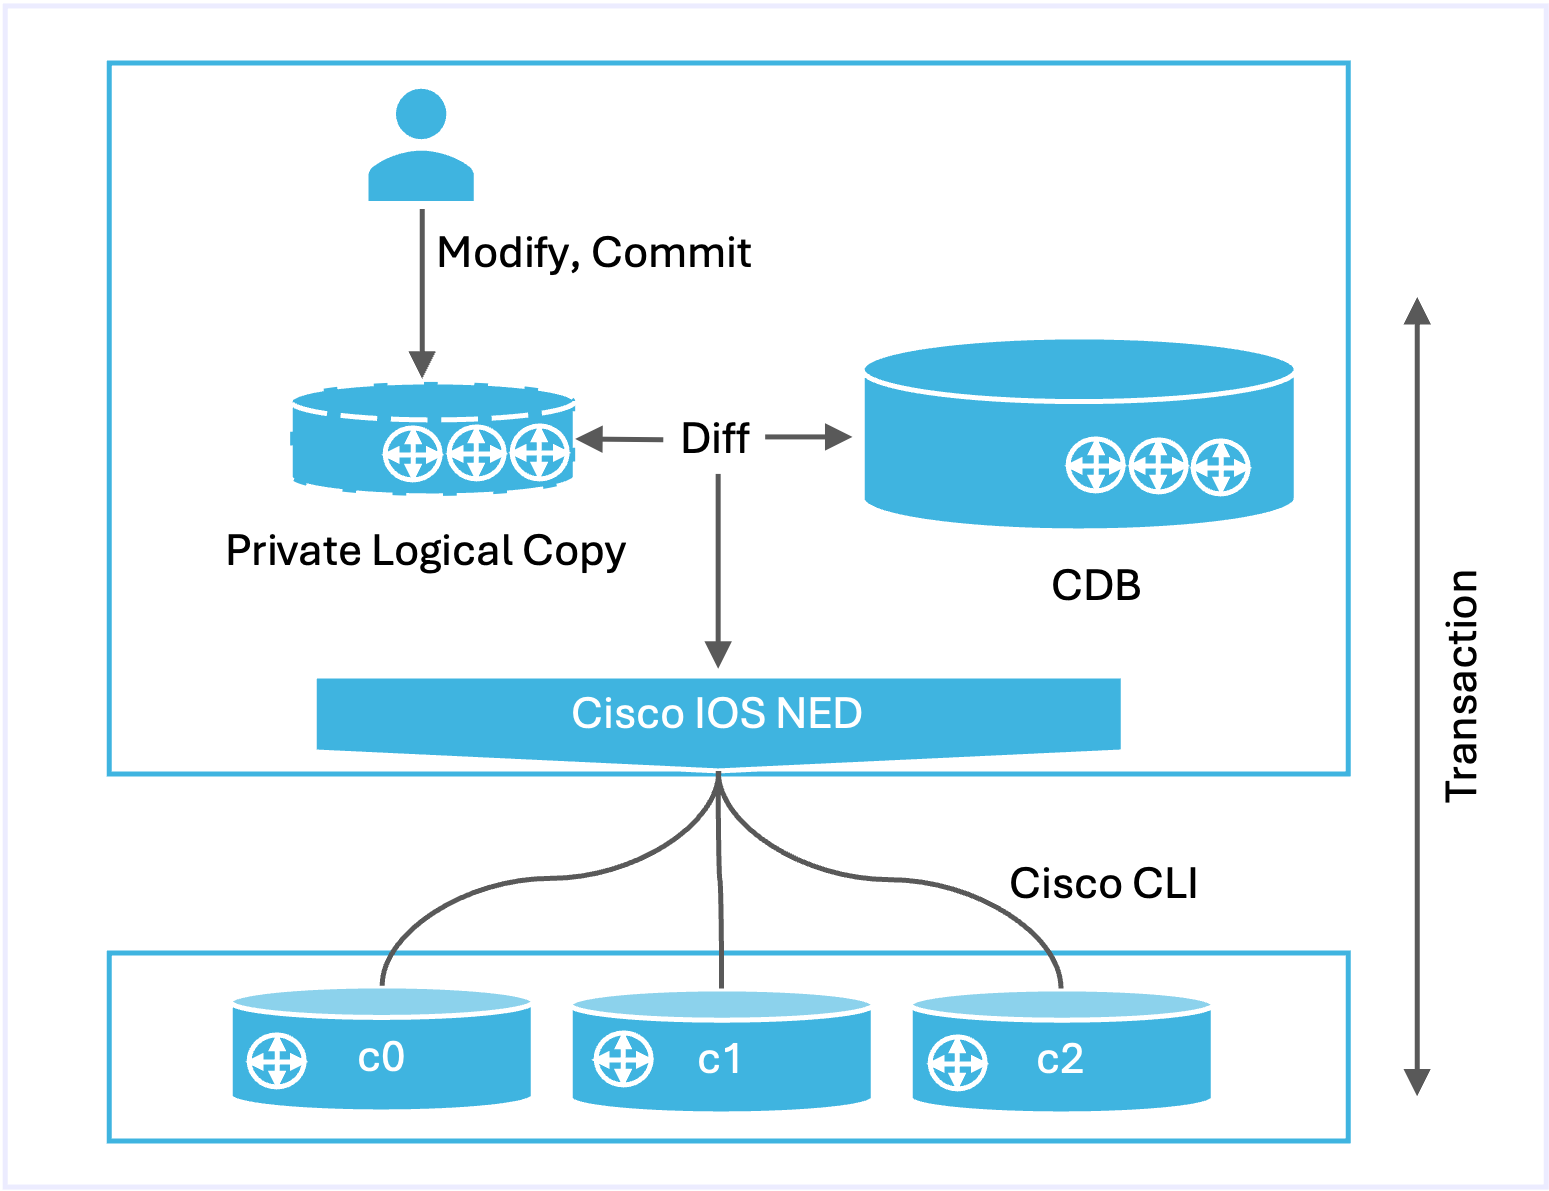 Modify, Commit
Diff
Private Logical Copy
CDB
Cisco IOS NED
Transaction
Cisco CLI
c0
c1
c2